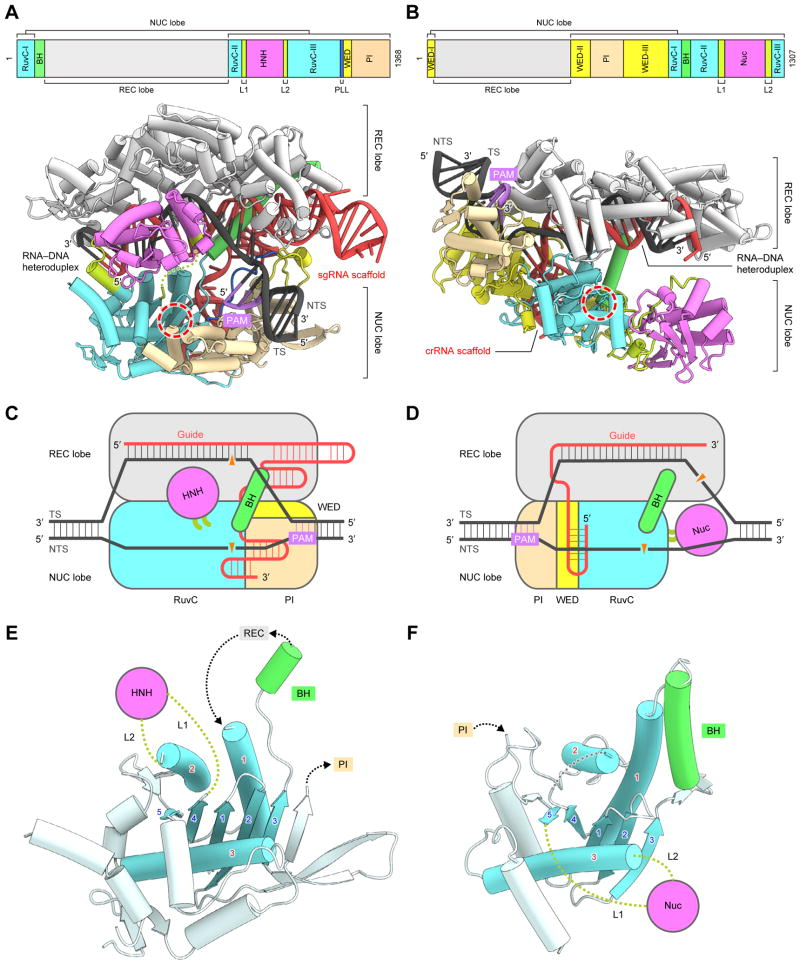 A
NUC lobe
1
RuvC-I
BH
RuvC-II
HNH
RuvC-III
WED
PI
1368
REC lobe
L1
L2
PLL
REC lobe
3′
RNA–DNA
heteroduplex
5′
5′
sgRNA scaffold
NTS
3′
PAM
5′
TS
NUC lobe
B
NUC lobe
1
WED-I
WED-II
PI
WED-III
RuvC-I
BH
RuvC-II
Nuc
RuvC-III
1307
REC lobe
L1
L2
NTS
5′
TS
3′
PAM
3′
REC lobe
3′
5′
RNA–DNA
heteroduplex
crRNA scaffold
NUC lobe
C
Guide
5′
REC lobe
HNH
BH
WED
TS
3′
5′
5′
3′
NTS
PAM
NUC lobe
3′
RuvC
PI
D
Guide
3′
REC lobe
BH
TS
3′
5′
5′
Nuc
5′
3′
PAM
NTS
NUC lobe
PI
WED
RuvC
E
REC
HNH
BH
L1
L2
1
2
PI
5
4
1
2
3
3
F
BH
PI
2
1
5
4
1
2
3
3
L2
L1
Nuc